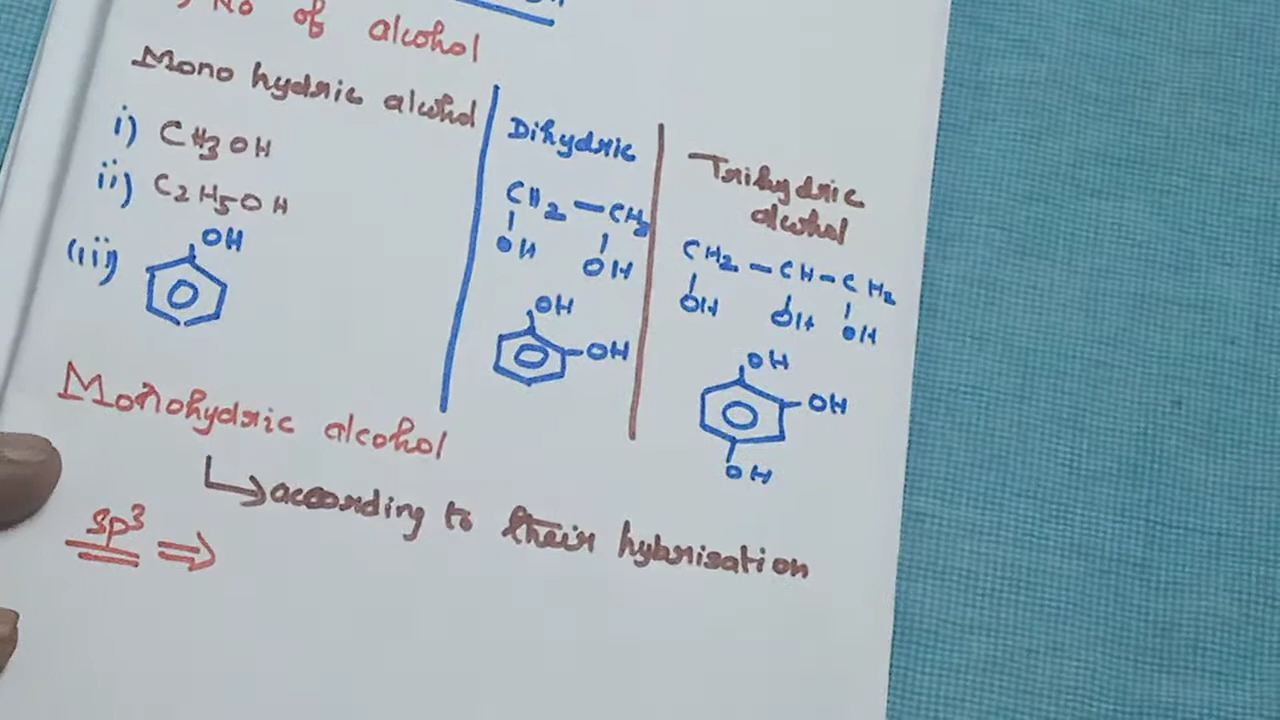 No of alcohol
Mono hydric alcohol
i) CH3OH
ii) C2H5OH
(iii)
OH
Dihydric
CH2 — CH2
OH OH
OH
OH
Trihydric
alcohol
CH2 — CH - CH2
OH OH OH
OH
OH
OH
Monohydric alcohol
according to their hybrisation
sp3 ⇒